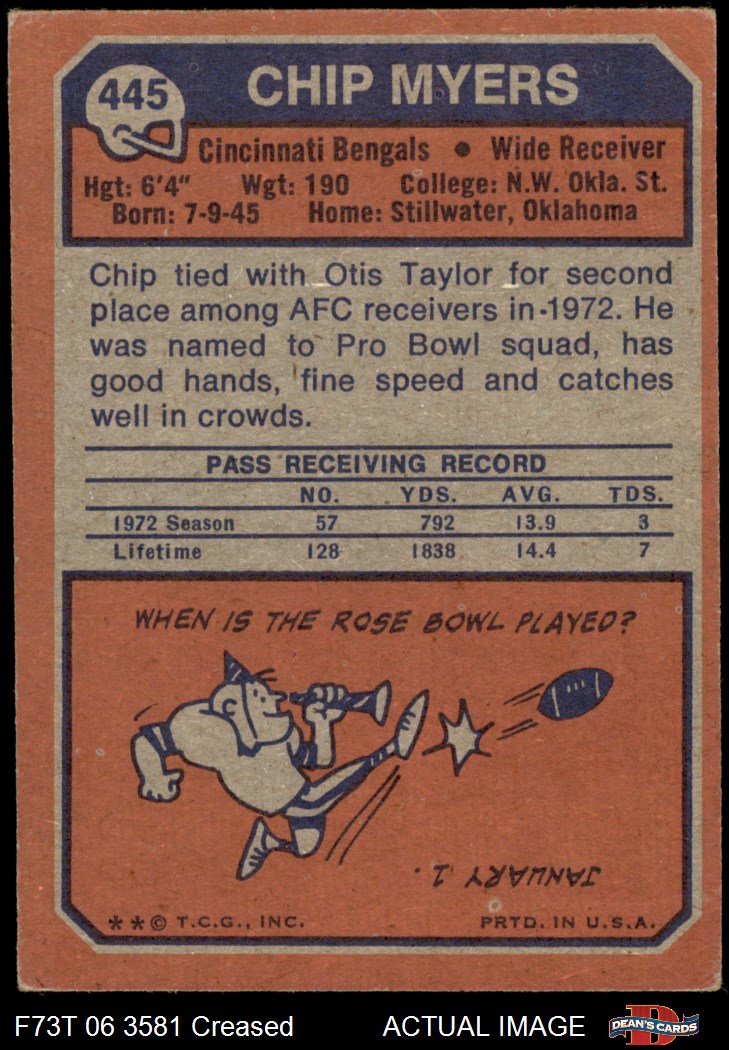 445
CHIP MYERS
Cincinnati Bengals • Wide Receiver
Hgt: 6'4" Wgt: 190 College: N.W. Okla. St.
Born: 7-9-45 Home: Stillwater, Oklahoma
Chip tied with Otis Taylor for second
place among AFC receivers in 1972. He
was named to Pro Bowl squad, has
good hands, fine speed and catches
well in crowds.
PASS RECEIVING RECORD
NO. YDS. AVG. TDS.
1972 Season 57 792 13.9 3
Lifetime 128 1838 14.4 7
WHEN IS THE ROSE BOWL PLAYED?
JANUARY 1.
**© T.C.G., INC. PRTD. IN U.S.A.
F73T 06 3581 Creased ACTUAL IMAGE DEAN'S CARDS